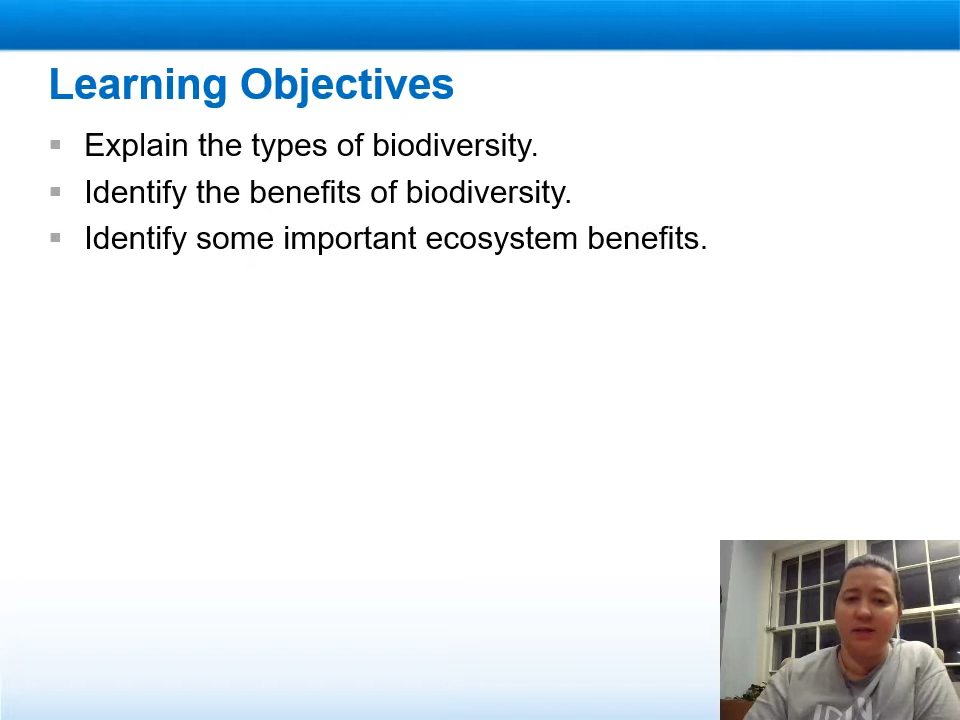 Learning Objectives
Explain the types of biodiversity.
Identify the benefits of biodiversity.
Identify some important ecosystem benefits.